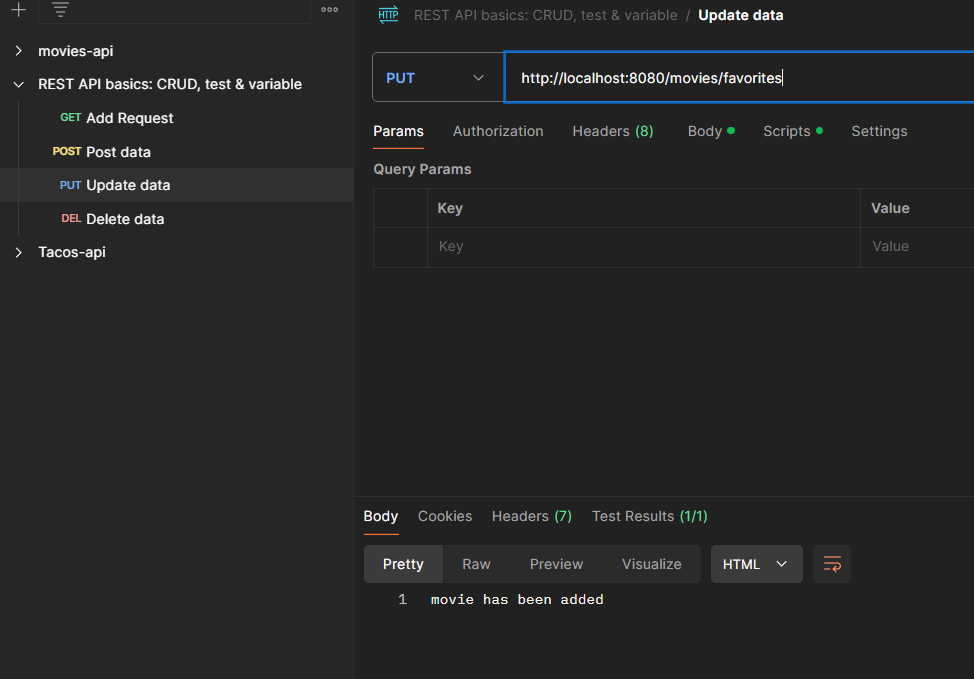 HTTP REST API basics: CRUD, test & variable / Update data
movies-api
REST API basics: CRUD, test & variable
GET Add Request
POST Post data
PUT Update data
DEL Delete data
Tacos-api
PUT http://localhost:8080/movies/favorites
Params Authorization Headers (8) Body Scripts Settings
Query Params
Key Value
Key Value
Body Cookies Headers (7) Test Results (1/1)
Pretty Raw Preview Visualize HTML
1 movie has been added